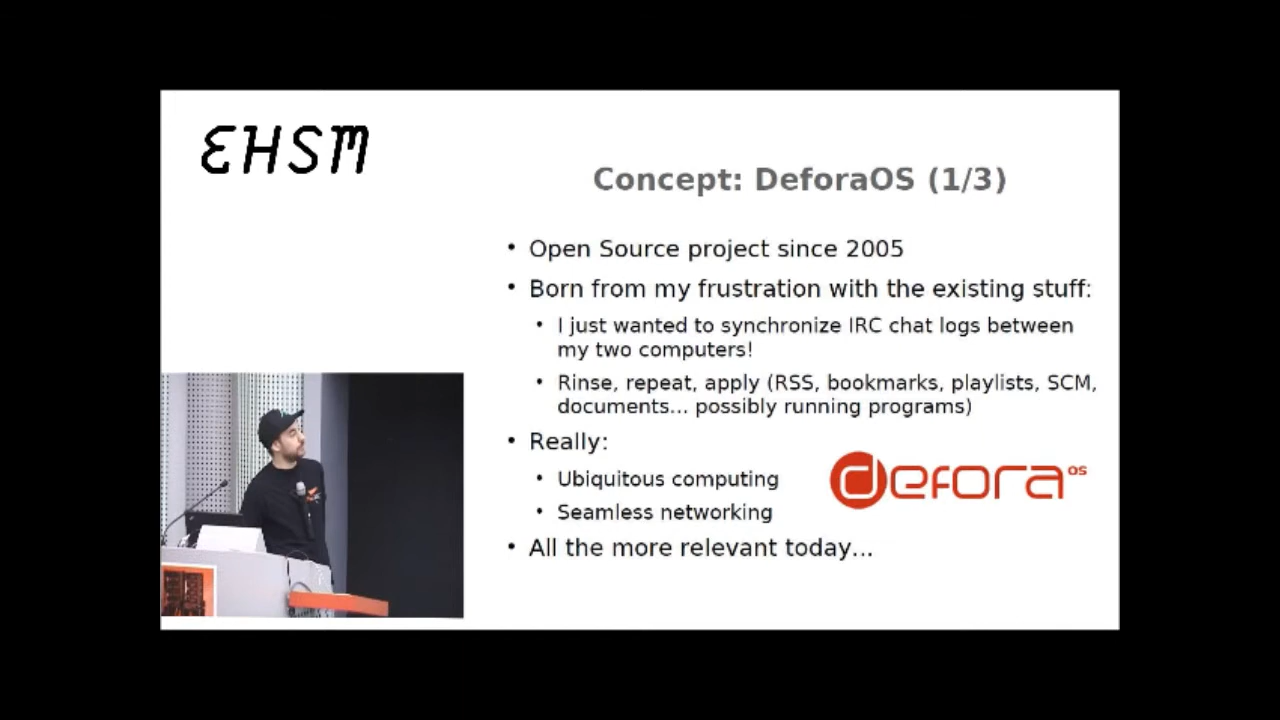 EHSM
Concept: DeforaOS (1/3)
• Open Source project since 2005
• Born from my frustration with the existing stuff:
• I just wanted to synchronize IRC chat logs between
my two computers!
• Rinse, repeat, apply (RSS, bookmarks, playlists, SCM,
documents... possibly running programs)
• Really:
• Ubiquitous computing
• Seamless networking
defora os
• All the more relevant today...